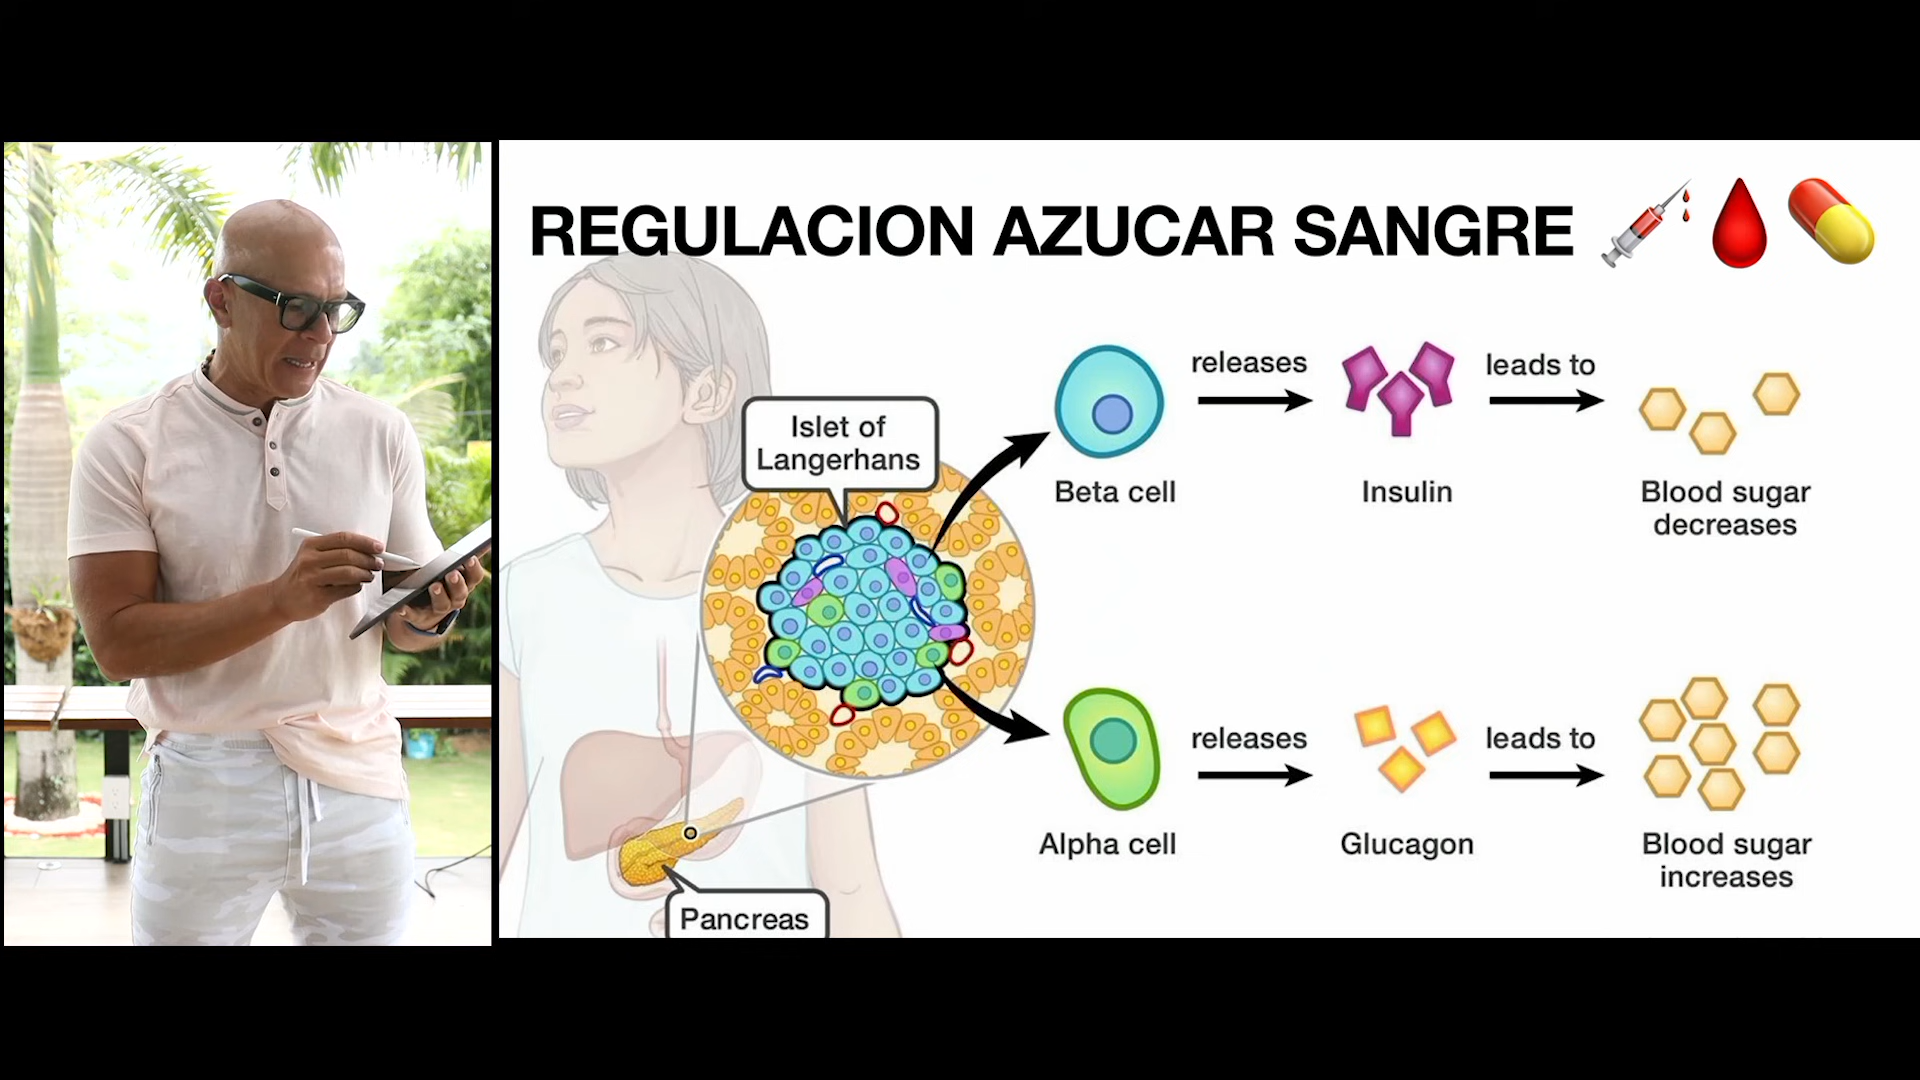 REGULACION AZUCAR SANGRE
Islet of
Langerhans
releases
leads to
Beta cell
Insulin
Blood sugar
decreases
releases
leads to
Alpha cell
Glucagon
Blood sugar
increases
Pancreas